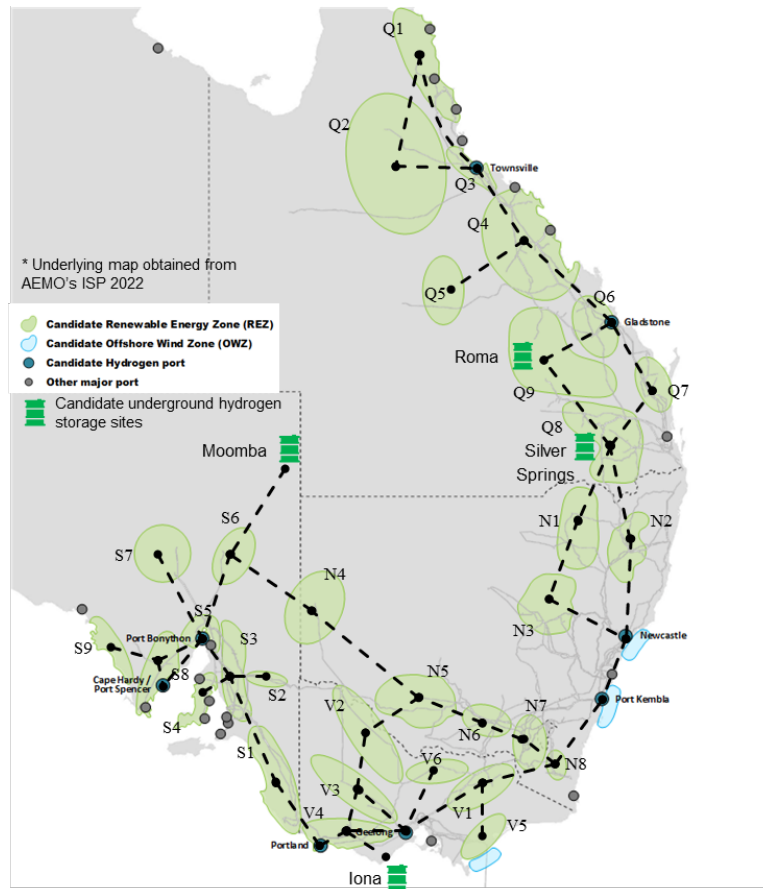 Q1
Q2
Townsville
Q3
Q4
* Underlying map obtained from
AEMO's ISP 2022
Q5
Q6
Candidate Renewable Energy Zone (REZ)
Gladstone
Candidate Offshore Wind Zone (OWZ)
Candidate Hydrogen port
Roma
Other major port
Q9
Q7
Candidate underground hydrogen
storage sites
Q8
Moomba
Silver
Springs
S6
N1
N2
S7
N4
S5
N3
Port Bonython
S3
Newcastle
S9
S8
Cape Hardy /
Port Spencer
S2
N5
Port Kembla
S4
V2
N7
N6
S1
V6
N8
V3
V1
V4
Geelong
V5
Portland
Iona